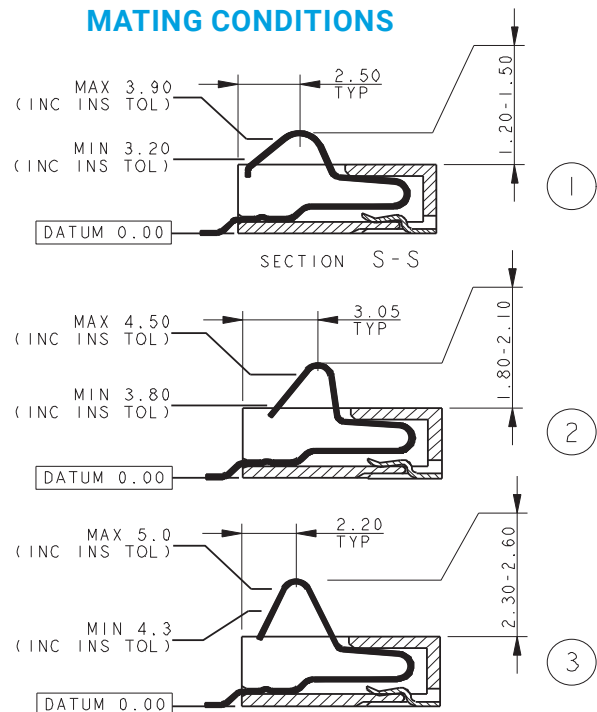 MATING CONDITIONS
2.50
TYP
MAX 3.90
(INC INS TOL)
1.20-1.50
MIN 3.20
(INC INS TOL)
1
DATUM 0.00
SECTION S-S
3.05
TYP
MAX 4.50
(INC INS TOL)
1.80-2.10
MIN 3.80
(INC INS TOL)
2
DATUM 0.00
2.20
TYP
MAX 5.0
(INC INS TOL)
2.30-2.60
MIN 4.3
(INC INS TOL)
3
DATUM 0.00